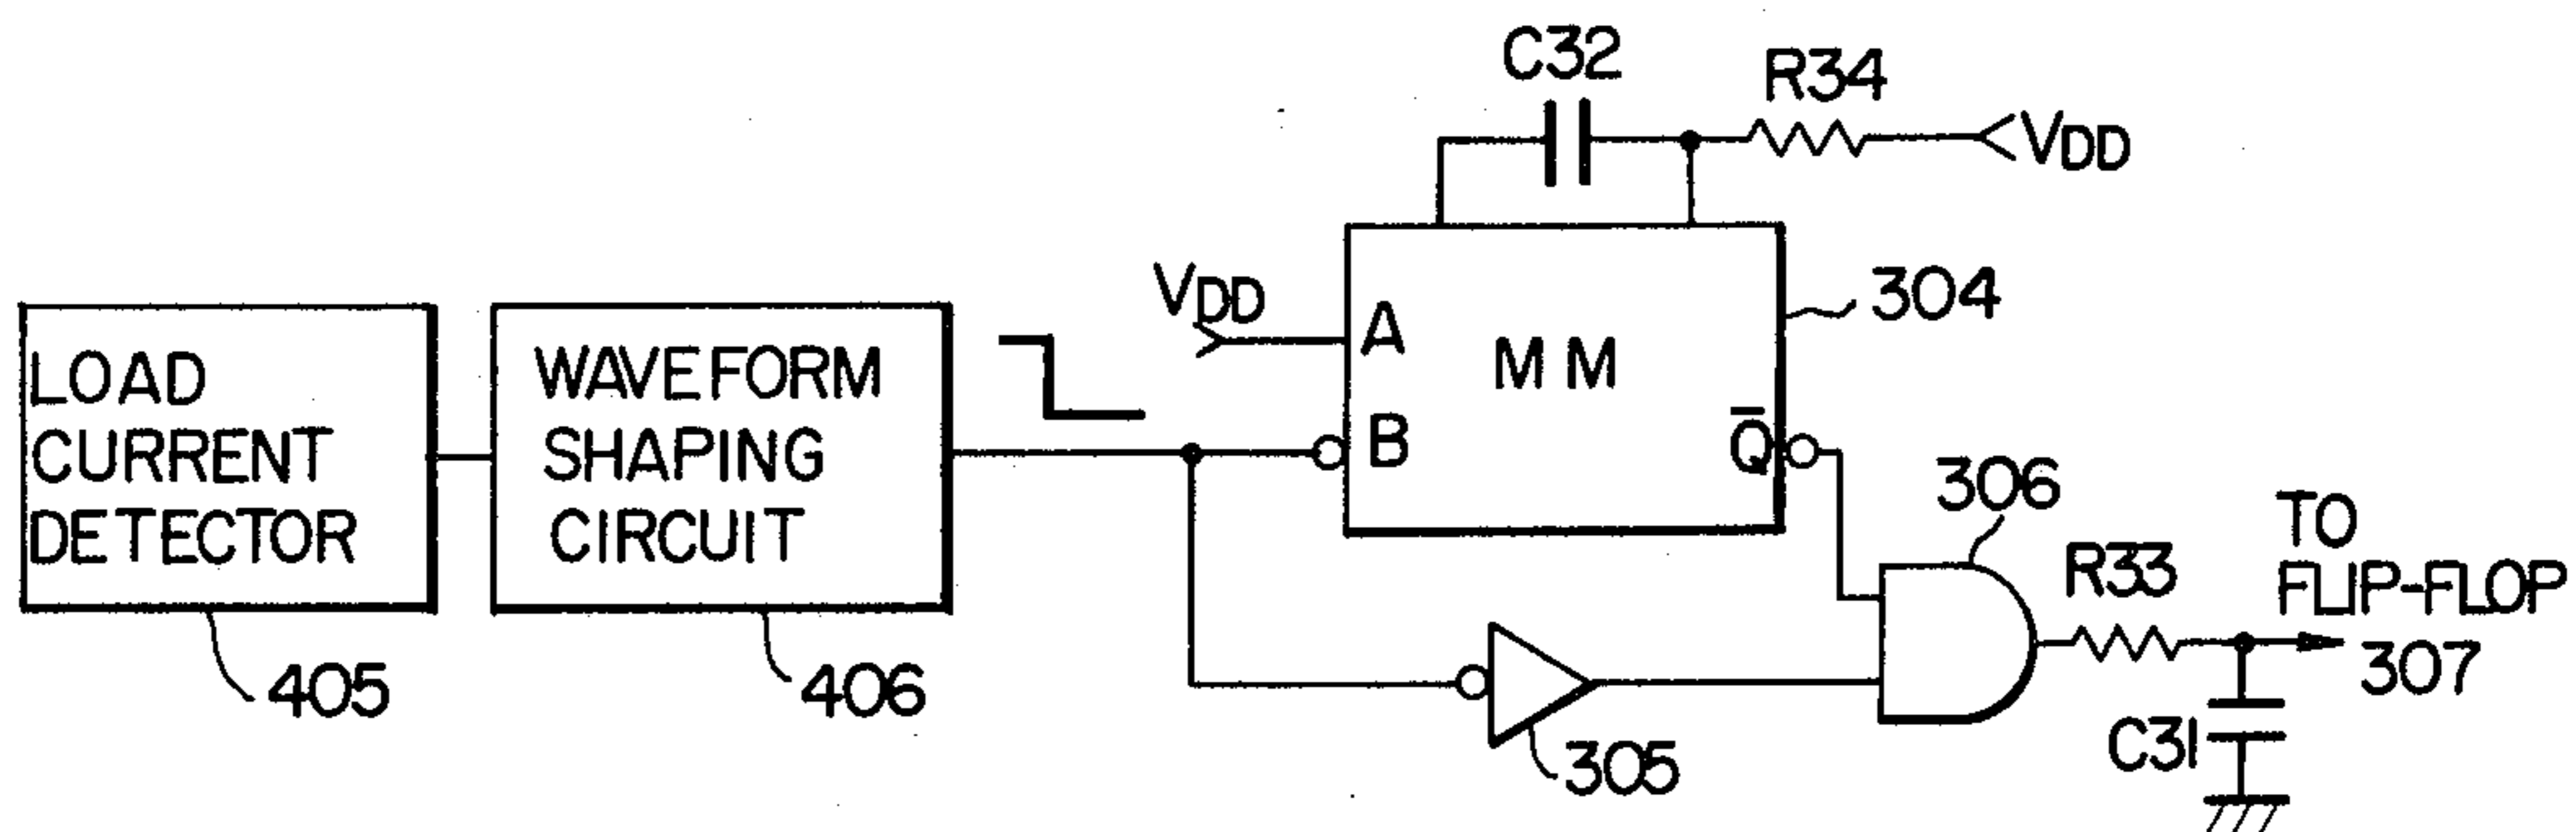 C32
R34
VDD
VDD
304
LOAD
CURRENT
DETECTOR
WAVEFORM
SHAPING
CIRCUIT
A
MM
B
Q̅
306
R33
TO
FLIP-FLOP
307
405
406
305
C31